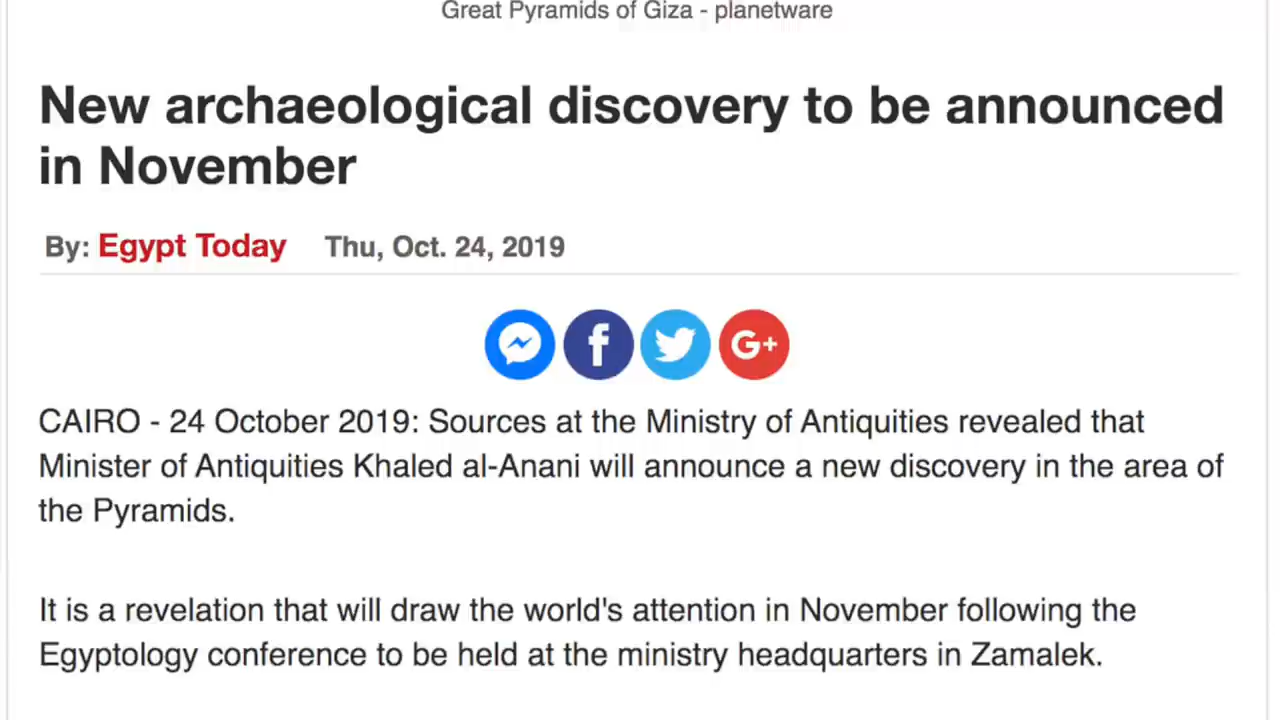 Great Pyramids of Giza - planetware
New archaeological discovery to be announced
in November
By: Egypt Today Thu, Oct. 24, 2019
f G+
CAIRO - 24 October 2019: Sources at the Ministry of Antiquities revealed that
Minister of Antiquities Khaled al-Anani will announce a new discovery in the area of
the Pyramids.
It is a revelation that will draw the world's attention in November following the
Egyptology conference to be held at the ministry headquarters in Zamalek.